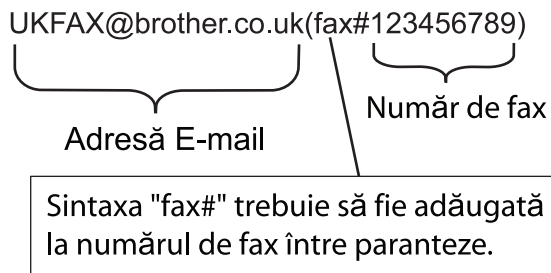 UKFAX@brother.co.uk(fax#123456789)
Număr de fax
Adresă E-mail
Sintaxa "fax#" trebuie să fie adăugată
la numărul de fax între paranteze.